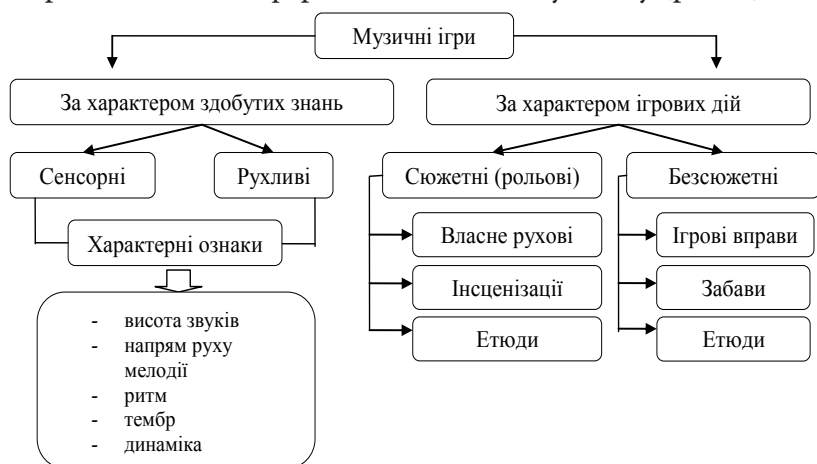 Музичні ігри
За характером здобутих знань
За характером ігрових дій
Сенсорні
Рухливі
Сюжетні (рольові)
Безсюжетні
Характерні ознаки
Власне рухові
Ігрові вправи
Інсценізації
Забави
Етюди
Етюди
- висота звуків
- напрям руху
мелодії
- ритм
- тембр
- динаміка